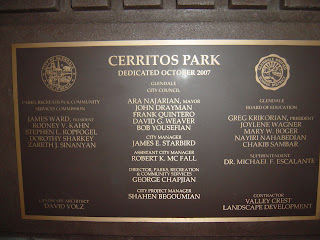 CERRITOS PARK
DEDICATED OCTOBER 2007
GLENDALE
CITY COUNCIL
ARA NAJARIAN, MAYOR
JOHN DRAYMAN
FRANK QUINTERO
DAVID G. WEAVER
BOB YOUSEFIAN
CITY MANAGER
JAMES E. STARBIRD
ASSISTANT CITY MANAGER
ROBERT K. MC FALL
DIRECTOR, PARKS, RECREATION
& COMMUNITY SERVICES
GEORGE CHAPJIAN
CITY PROJECT MANAGER
SHAHEN BEGOUMIAN
PARKS, RECREATION & COMMUNITY
SERVICES COMMISSION
JAMES WARD, PRESIDENT
RODNEY V. KAHN
STEPHEN L. ROPFOGEL
DOROTHY SHARKEY
ZARETH J. SINANYAN
LANDSCAPE ARCHITECT
DAVID VOLZ
GLENDALE
BOARD OF EDUCATION
GREG KRIKORIAN, PRESIDENT
JOYLENE WAGNER
MARY W. BOGER
NAYIRI NAHABEDIAN
CHAKIB SAMBAR
SUPERINTENDENT
DR. MICHAEL F. ESCALANTE
CONTRACTOR
VALLEY CREST
LANDSCAPE DEVELOPMENT